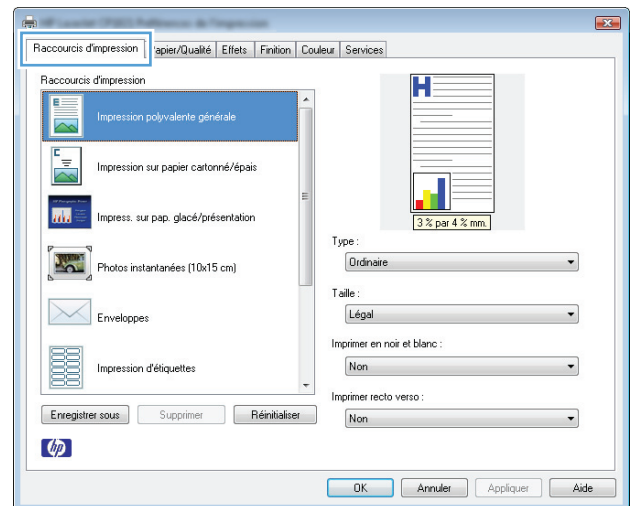 Raccourcis d'impression
apier/Qualité
Effets
Finition
Couleur
Services
Raccourcis d'impression
Impression polyvalente générale
Impression sur papier cartonné/épais
Impress. sur pap. glacé/présentation
Photos instantanées (10x15 cm)
Enveloppes
Impression d'étiquettes
Enregistrer sous
Supprimer
Réinitialiser
hp
H
3 % par 4 % mm.
Type :
Ordinaire
Taille :
Légal
Imprimer en noir et blanc :
Non
Imprimer recto verso :
Non
OK
Annuler
Appliquer
Aide